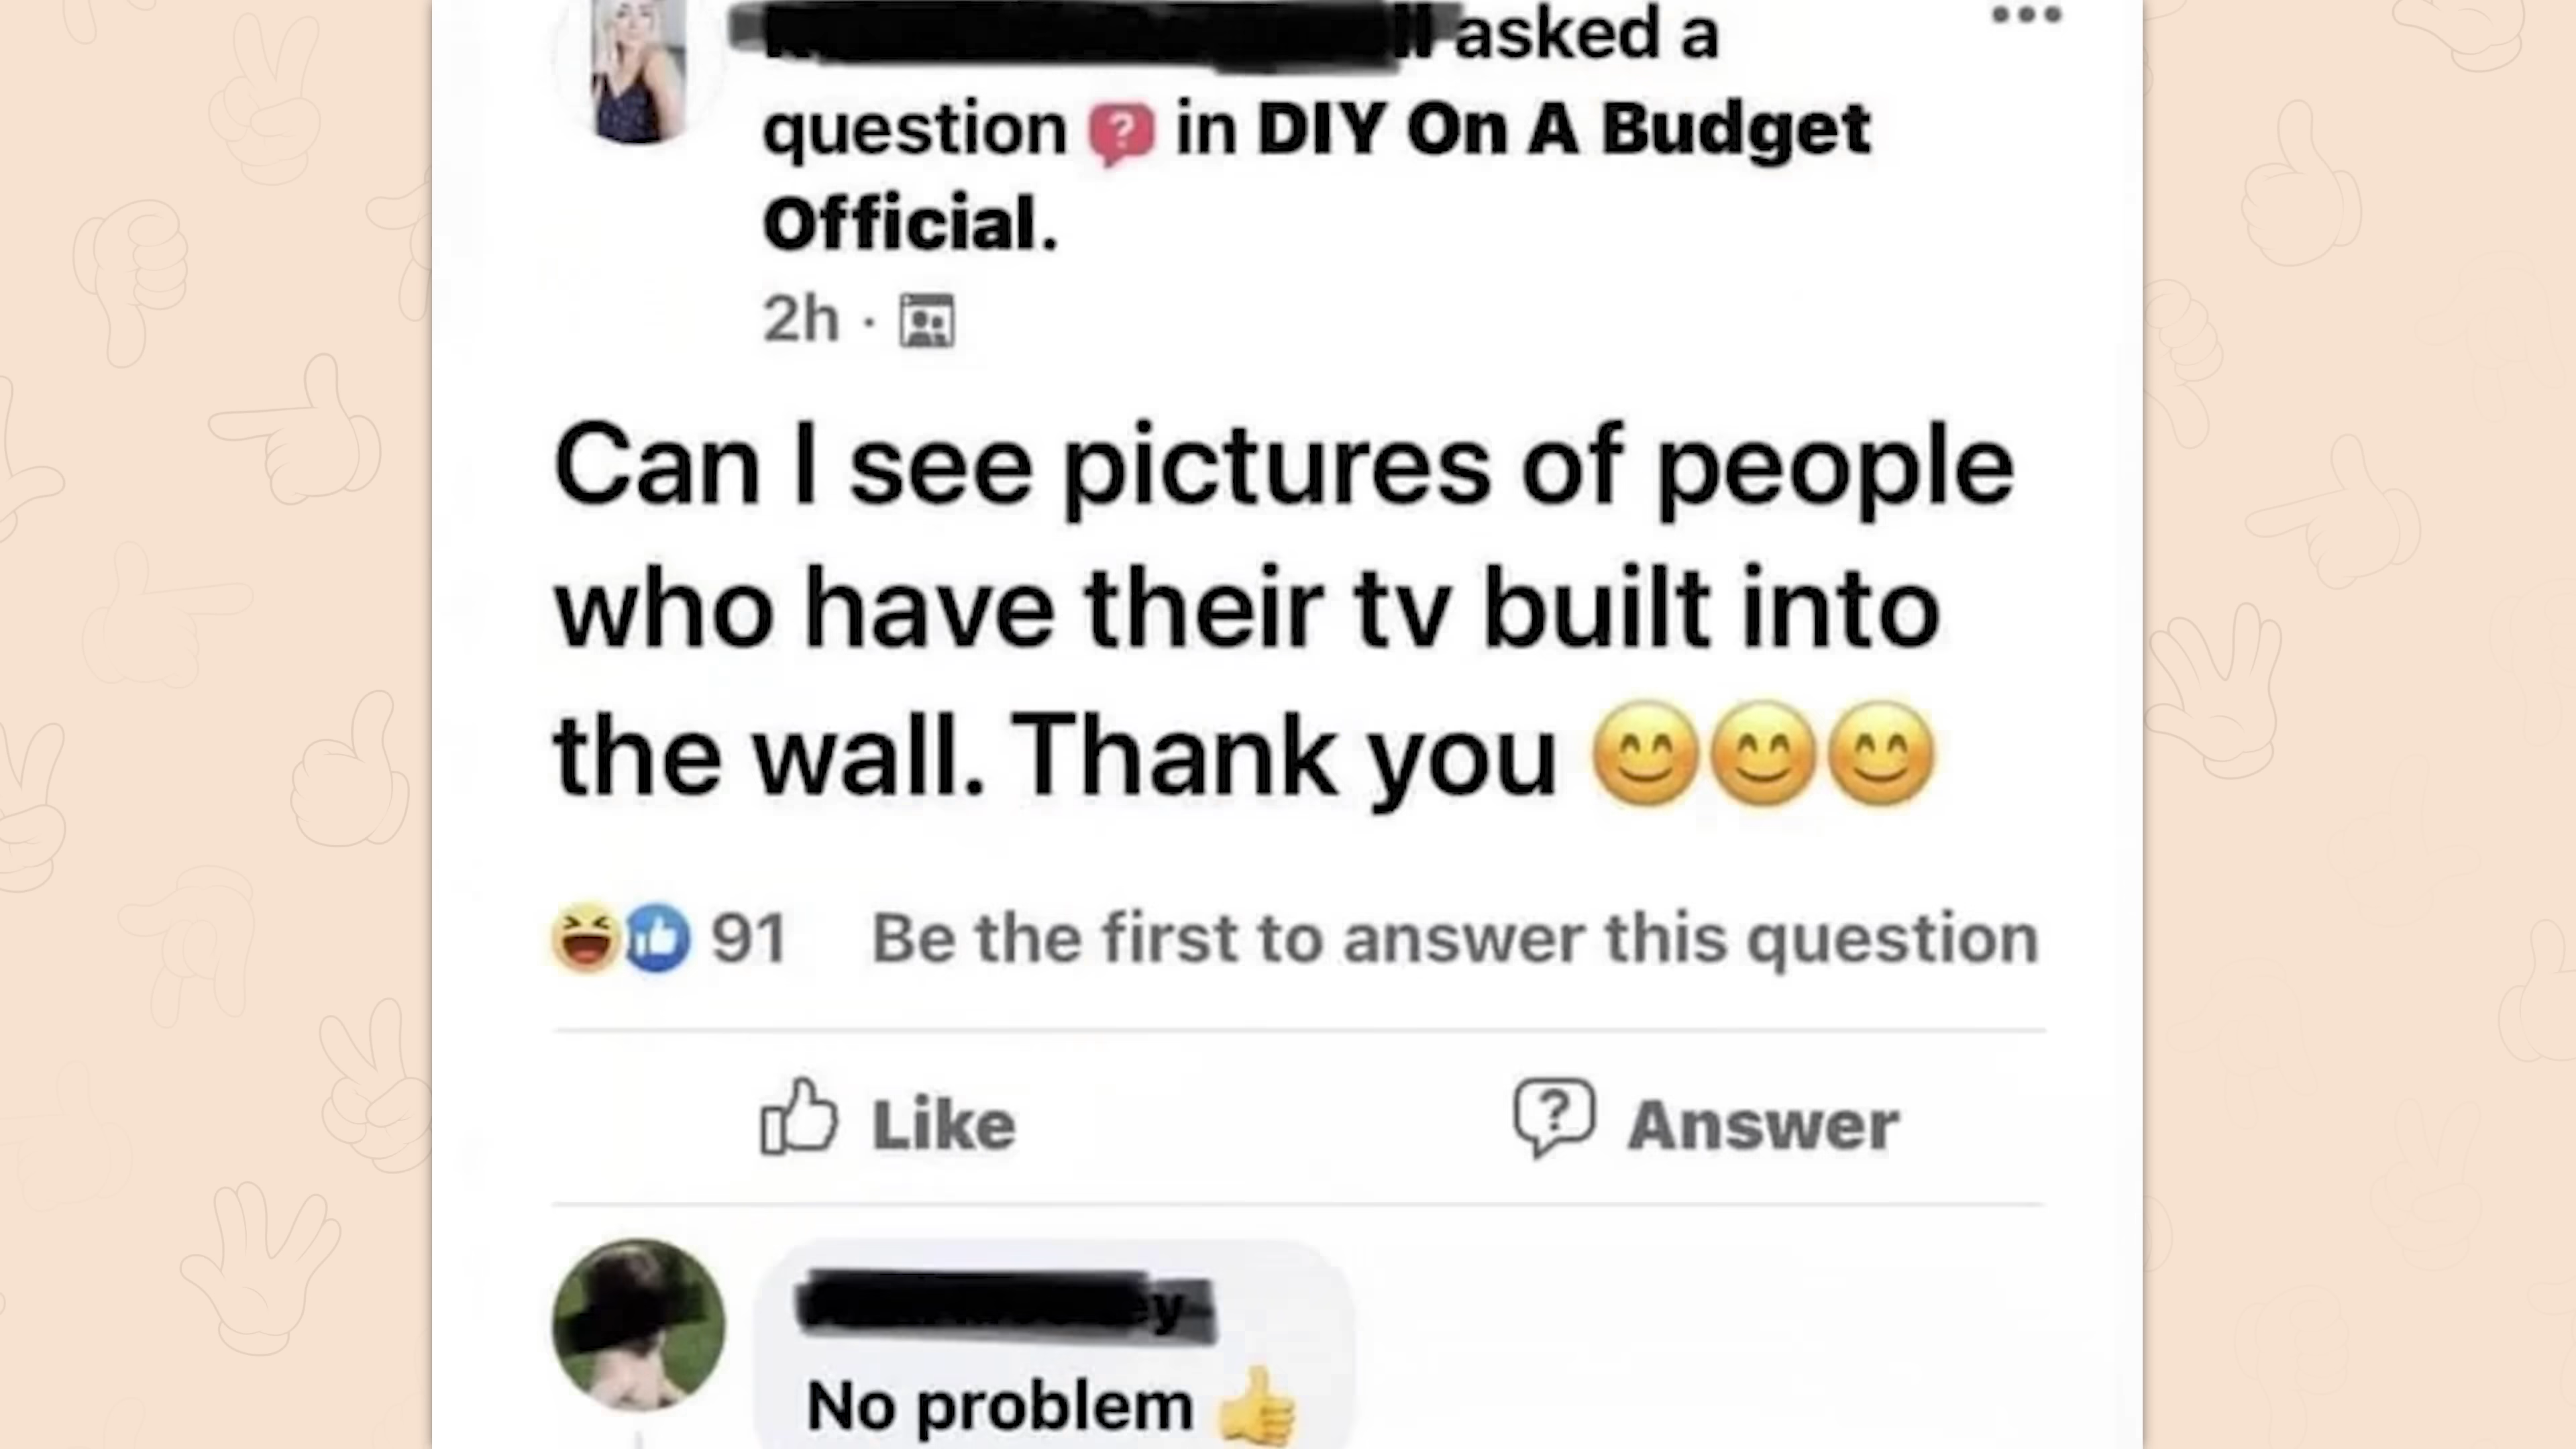 asked a
question in DIY On A Budget
Official.
2h ·
Can I see pictures of people
who have their tv built into
the wall. Thank you 😊😊😊
91 Be the first to answer this question
Like Answer
No problem 👍